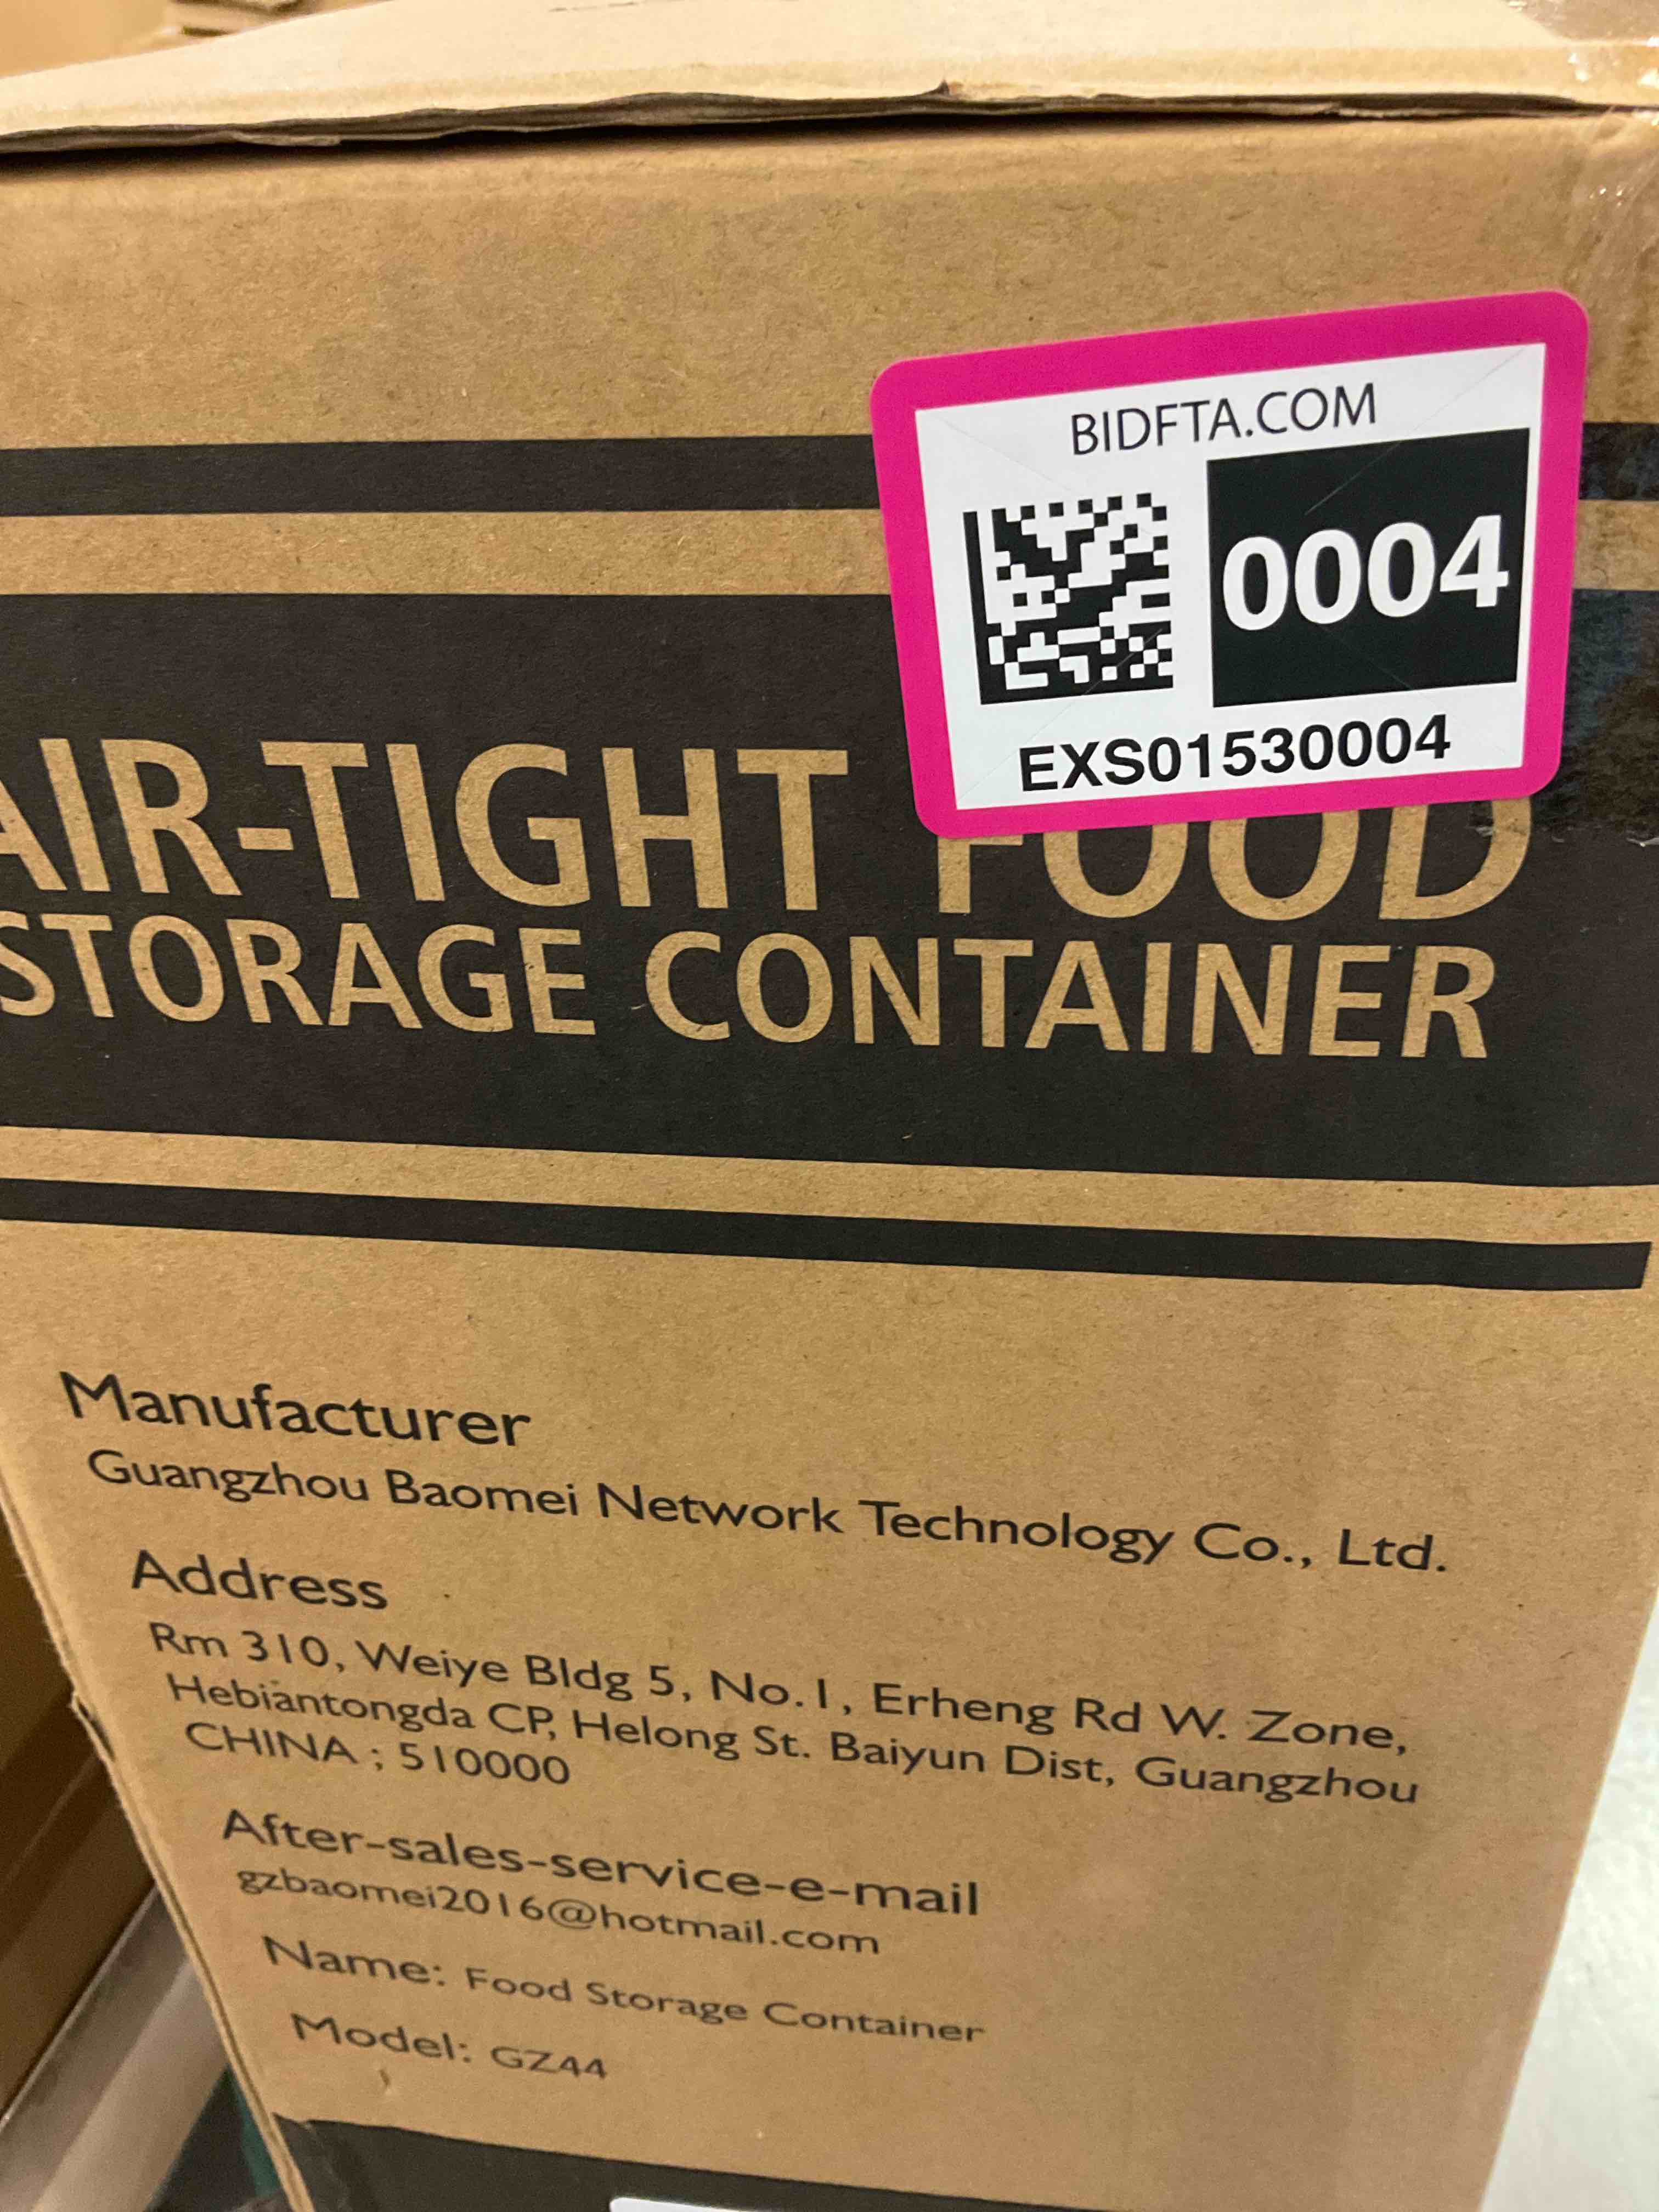 BIDFTA.COM
0004
EXS01530004
AIR-TIGHT FOOD
STORAGE CONTAINER
Manufacturer
Guangzhou Baomei Network Technology Co., Ltd.
Address
Rm 310, Weiye Bldg 5, No.1, Erheng Rd W. Zone,
Hebiantongda CP, Helong St. Baiyun Dist, Guangzhou
CHINA ; 510000
After-sales-service-e-mail
gzbaomei2016@hotmail.com
Name: Food Storage Container
Model: GZ44